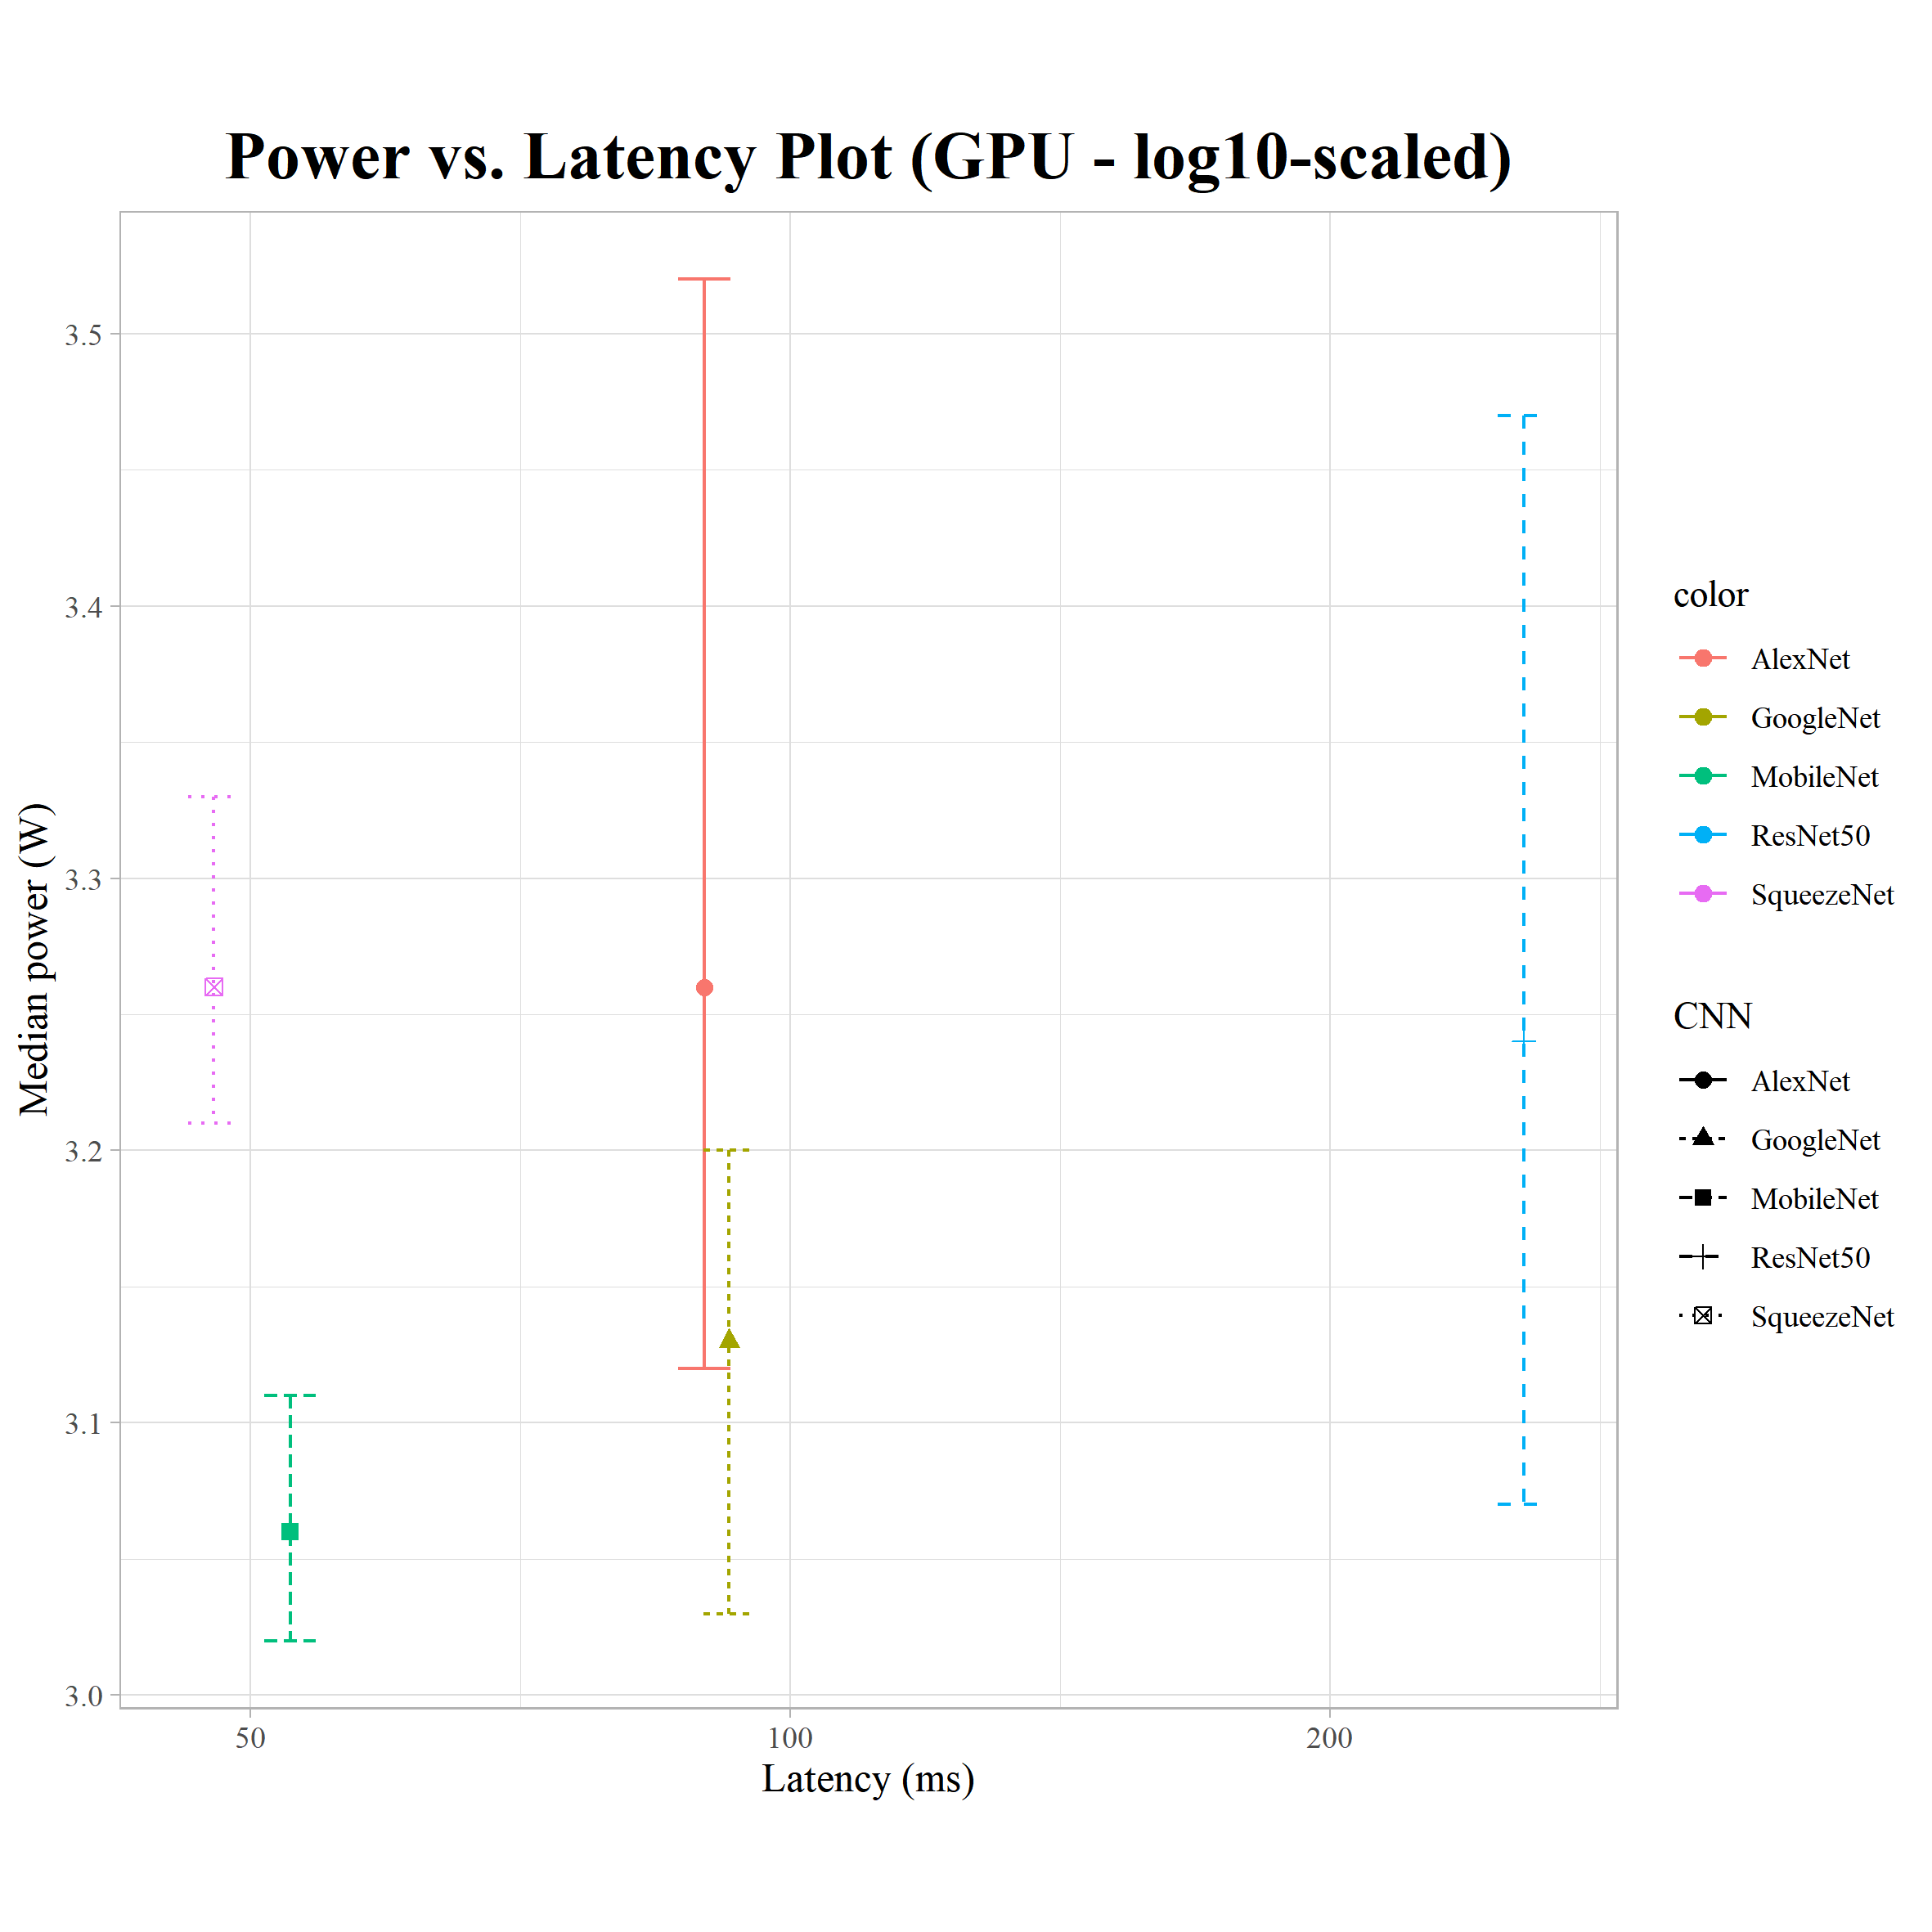 Power vs. Latency Plot (GPU - log10-scaled)
Median power (W)
3.5
3.4
3.3
3.2
3.1
3.0
50
100
200
Latency (ms)
color
AlexNet
GoogleNet
MobileNet
ResNet50
SqueezeNet
CNN
AlexNet
GoogleNet
MobileNet
ResNet50
SqueezeNet